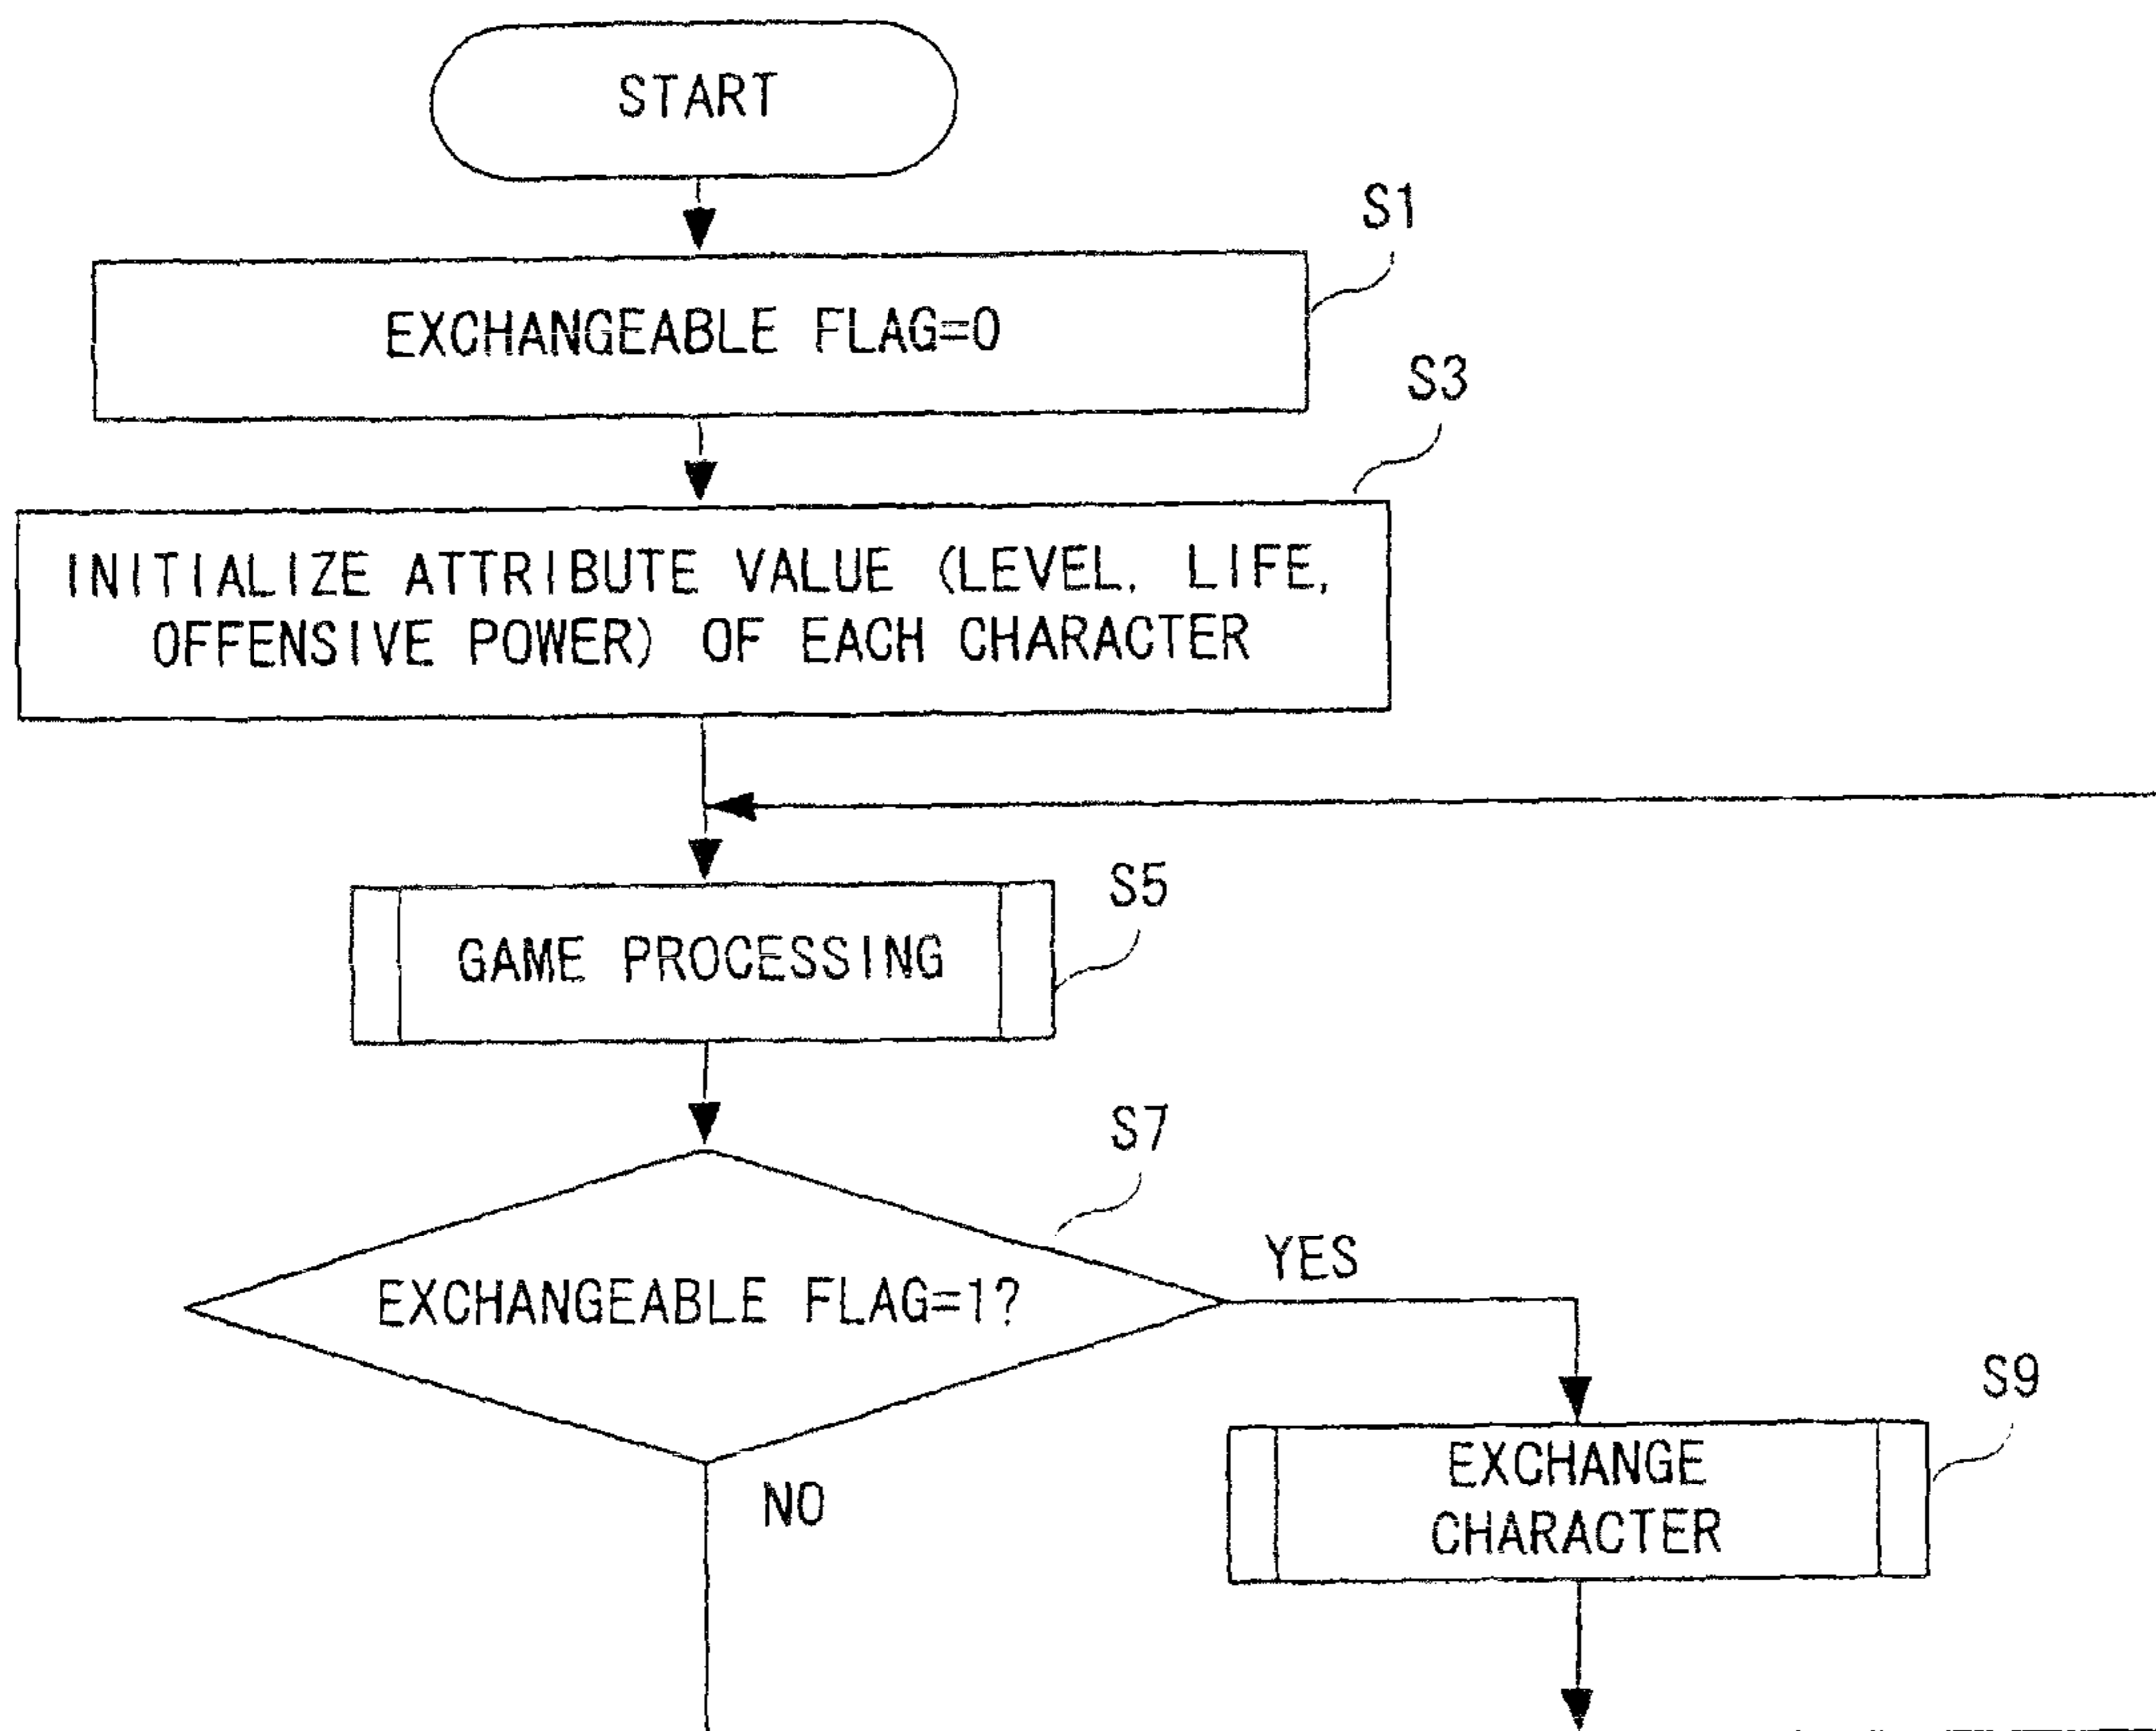 START
S1
EXCHANGEABLE FLAG=0
S3
INITIALIZE ATTRIBUTE VALUE (LEVEL, LIFE,
OFFENSIVE POWER) OF EACH CHARACTER
S5
GAME PROCESSING
S7
EXCHANGEABLE FLAG=1?
YES
NO
S9
EXCHANGE
CHARACTER